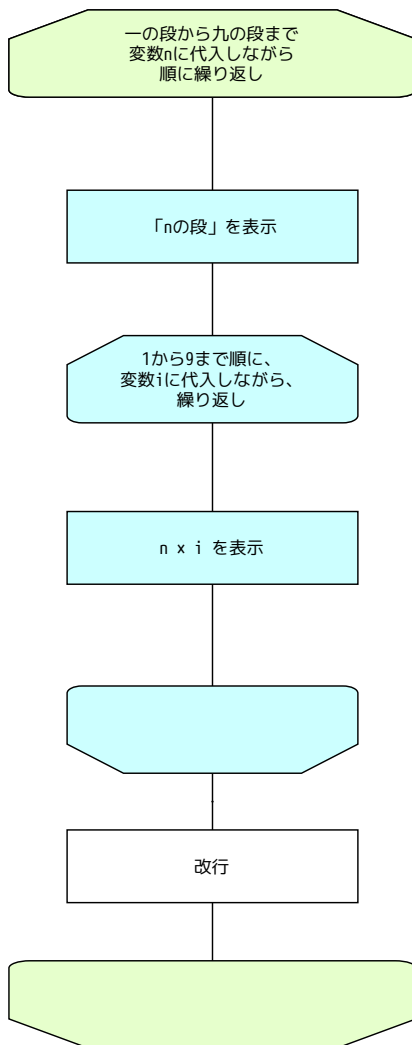 一の段から九の段まで
変数nに代入しながら
順に繰り返し
「nの段」を表示
1から9まで順に、
変数iに代入しながら、
繰り返し
n x i を表示
改行